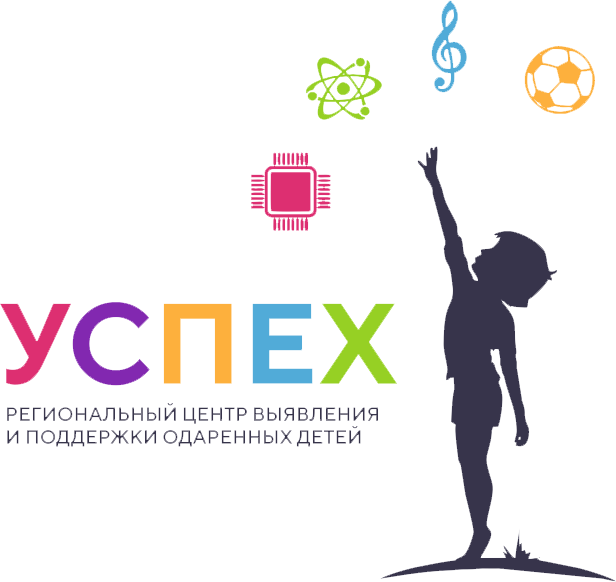 УСПЕХ
РЕГИОНАЛЬНЫЙ ЦЕНТР ВЫЯВЛЕНИЯ
И ПОДДЕРЖКИ ОДАРЕННЫХ ДЕТЕЙ